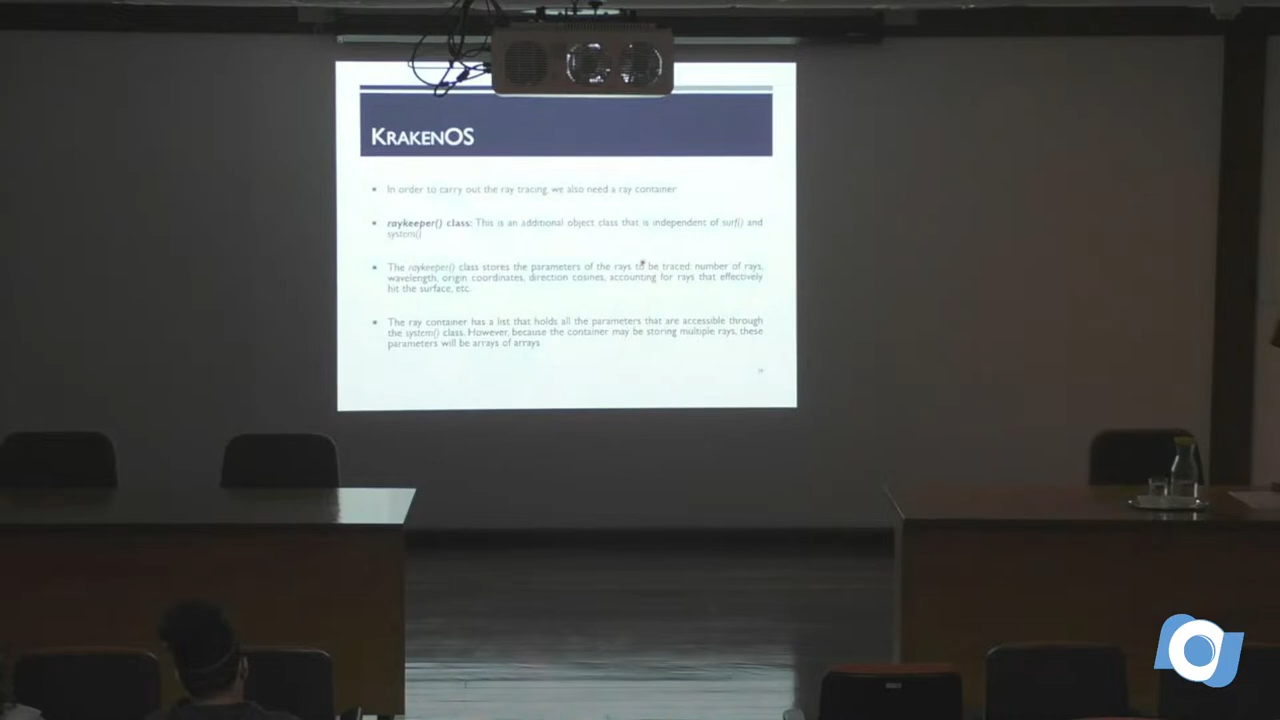 KRAKENOS
In order to carry out the ray tracing, we also need a ray container
raykeeper() class: This is an additional object class that is independent of surf() and
system()
The raykeeper() class stores the parameters of the rays to be traced: number of rays,
wavelength, origin coordinates, direction cosines, accounting for rays that effectively
hit the surface, etc.
The ray container has a list that holds all the parameters that are accessible through
the system() class. However, because the container may be storing multiple rays, these
parameters will be arrays of arrays